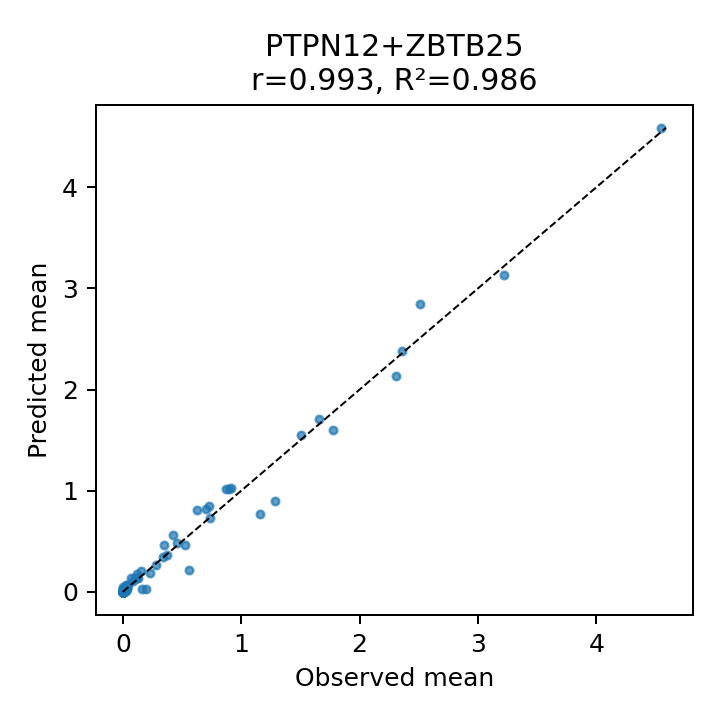 PTPN12+ZBTB25
r=0.993, R²=0.986
Predicted mean
4
3
2
1
0
0 1 2 3 4
Observed mean